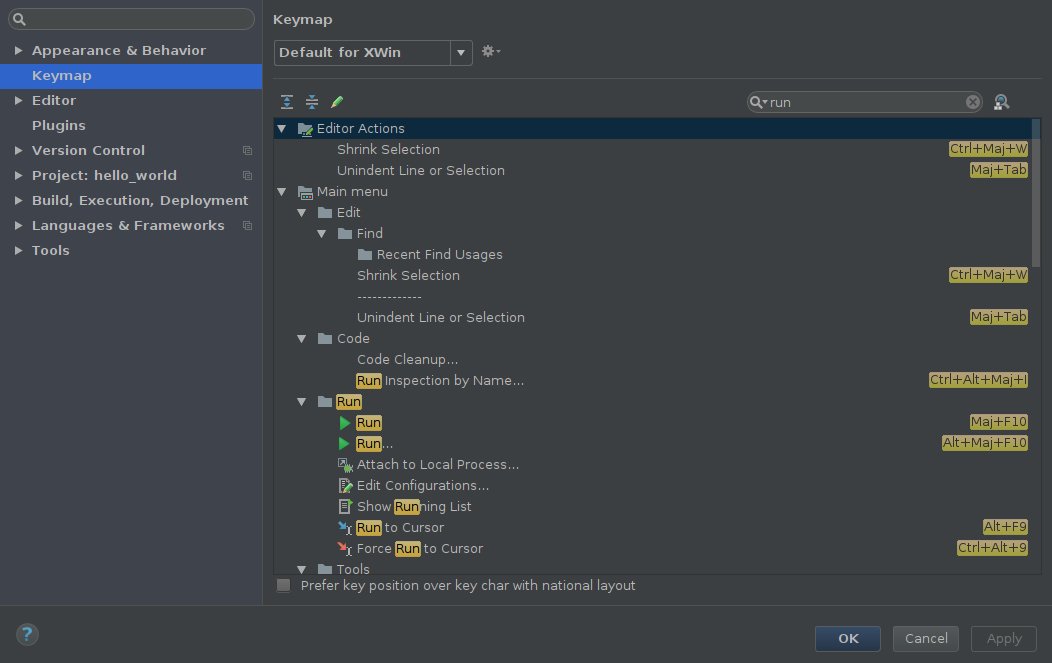 Keymap
Appearance & Behavior
Keymap
Editor
Plugins
Version Control
Project: hello_world
Build, Execution, Deployment
Languages & Frameworks
Tools
Default for XWin
run
Editor Actions
Shrink Selection Ctrl+Maj+W
Unindent Line or Selection Maj+Tab
Main menu
Edit
Find
Recent Find Usages
Shrink Selection Ctrl+Maj+W
-------------
Unindent Line or Selection Maj+Tab
Code
Code Cleanup...
Run Inspection by Name... Ctrl+Alt+Maj+I
Run
Run Maj+F10
Run... Alt+Maj+F10
Attach to Local Process...
Edit Configurations...
Show Running List
Run to Cursor Alt+F9
Force Run to Cursor Ctrl+Alt+9
Tools
Prefer key position over key char with national layout
?
OK Cancel Apply